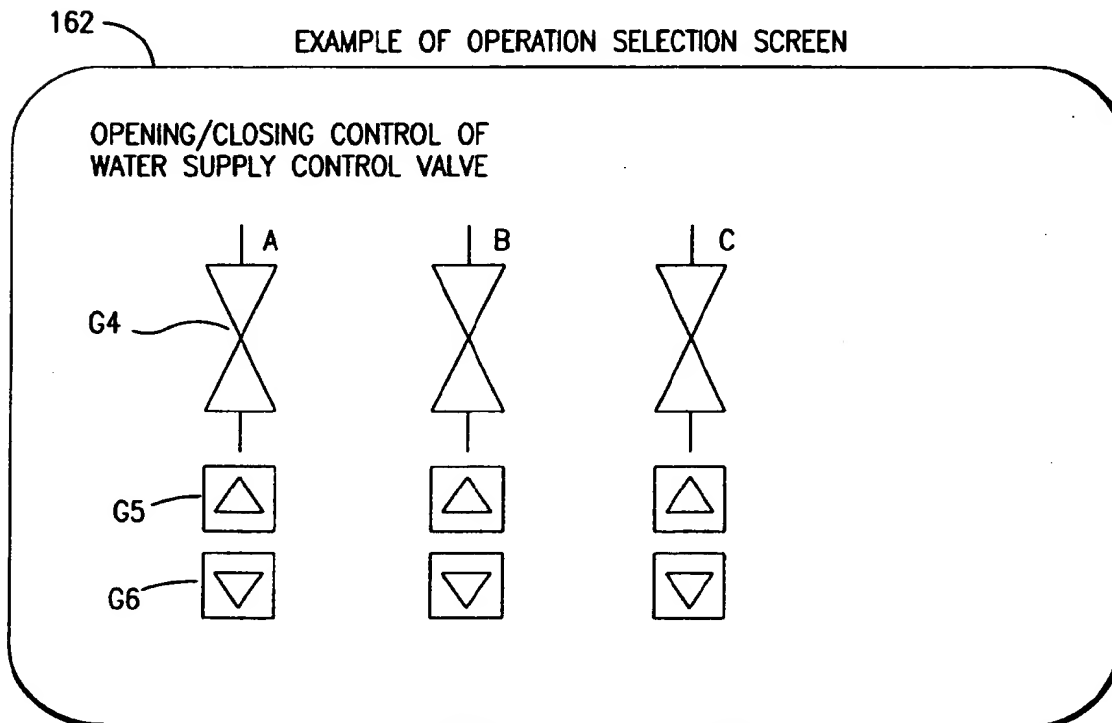 162
EXAMPLE OF OPERATION SELECTION SCREEN
OPENING/CLOSING CONTROL OF
WATER SUPPLY CONTROL VALVE
A B C
G4
G5
G6